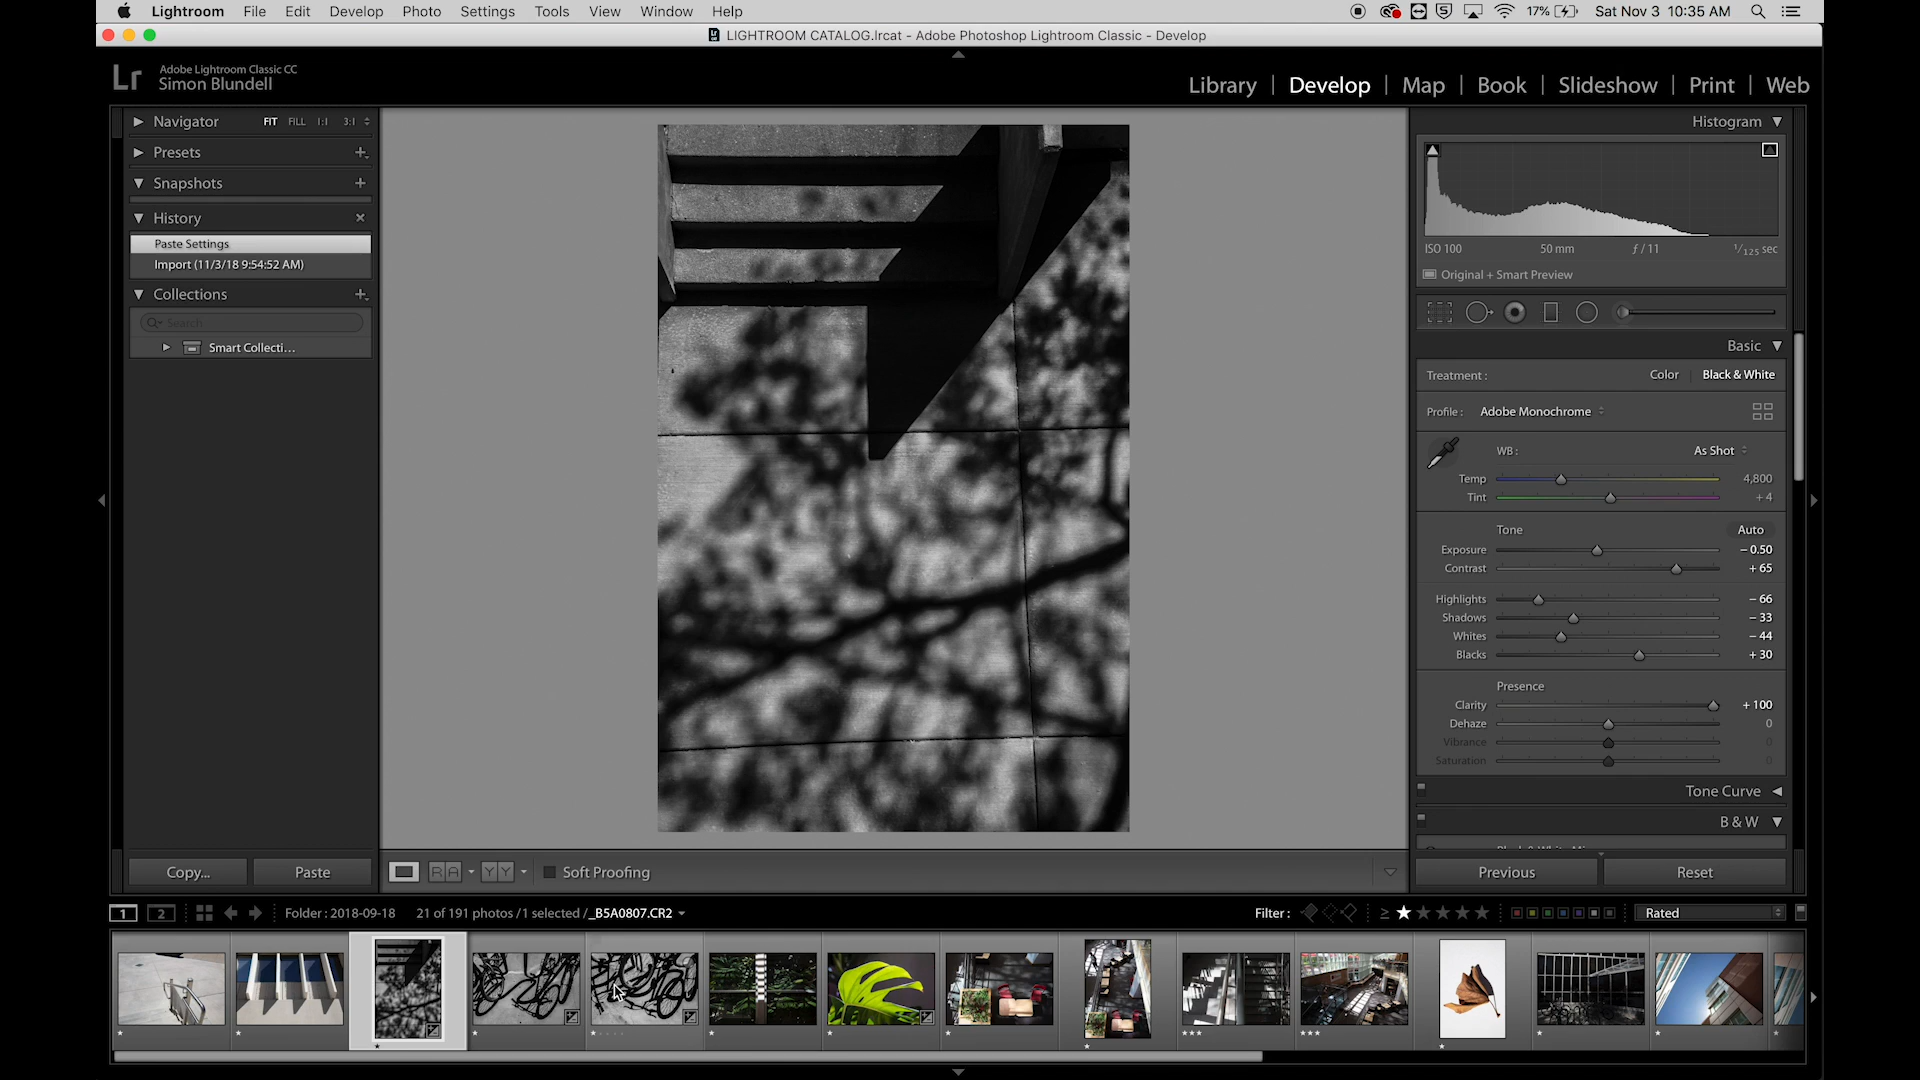 Lightroom File Edit Develop Photo Settings Tools View Window Help 17% Sat Nov 3 10:35 AM
LIGHTROOM CATALOG.lrcat - Adobe Photoshop Lightroom Classic - Develop
Lr Adobe Lightroom Classic CC
Simon Blundell
Library | Develop | Map | Book | Slideshow | Print | Web
Navigator FIT FILL 1:1 3:1
Presets
Snapshots
History
Paste Settings
Import (11/3/18 9:54:52 AM)
Collections
Search
Smart Collecti...
Copy... Paste
R A Y Y Soft Proofing
Histogram
ISO 100 50 mm ƒ / 11 1/125 sec
Original + Smart Preview
Basic
Treatment : Color Black & White
Profile : Adobe Monochrome
WB : As Shot
Temp 4,800
Tint + 4
Tone Auto
Exposure – 0.50
Contrast + 65
Highlights – 66
Shadows – 33
Whites – 44
Blacks + 30
Presence
Clarity + 100
Dehaze 0
Vibrance 0
Saturation 0
Tone Curve
B & W
Previous Reset
1 2 Folder : 2018-09-18 21 of 191 photos / 1 selected / _B5A0807.CR2 Filter : ≥ Rated